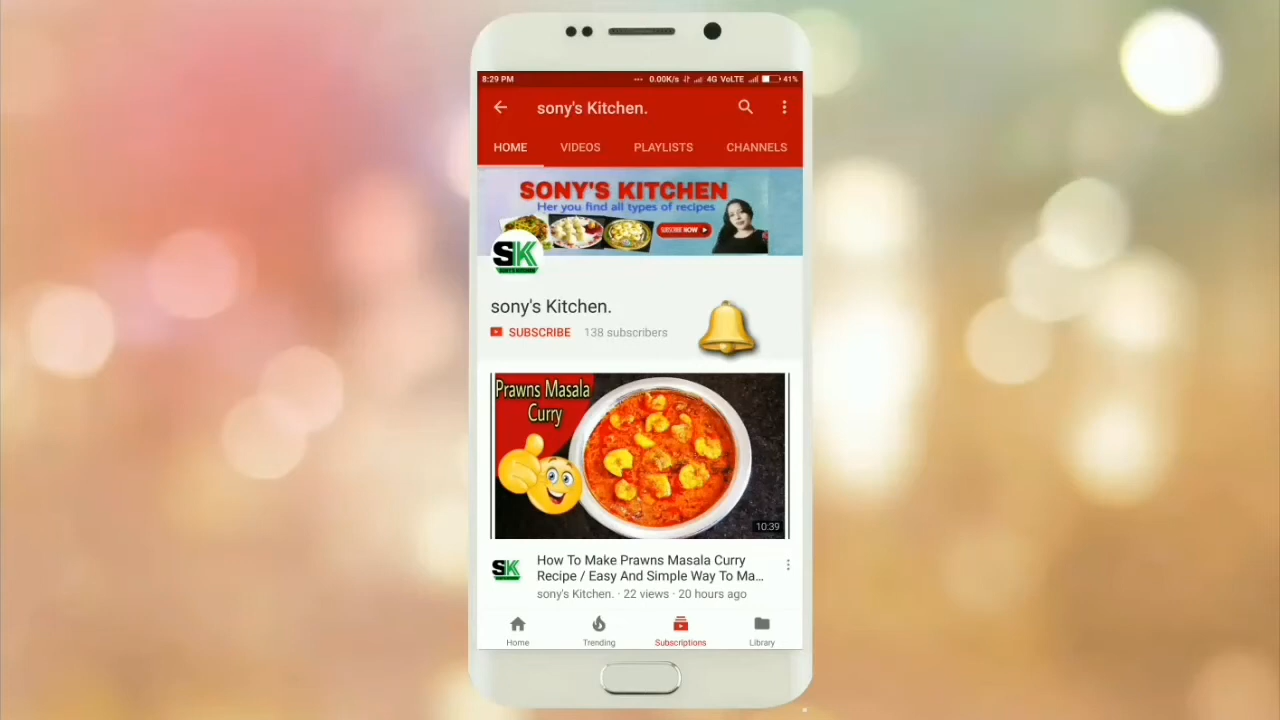 8:29 PM
0.00K/s
4G VoLTE
41%
sony's Kitchen.
HOME
VIDEOS
PLAYLISTS
CHANNELS
SONY'S KITCHEN
Her you find all types of recipes
SUBSCRIBE NOW
SK
SONY'S KITCHEN
sony's Kitchen.
SUBSCRIBE
138 subscribers
Prawns Masala
Curry
10:39
SK
How To Make Prawns Masala Curry
Recipe / Easy And Simple Way To Ma...
sony's Kitchen. · 22 views · 20 hours ago
Home
Trending
Subscriptions
Library